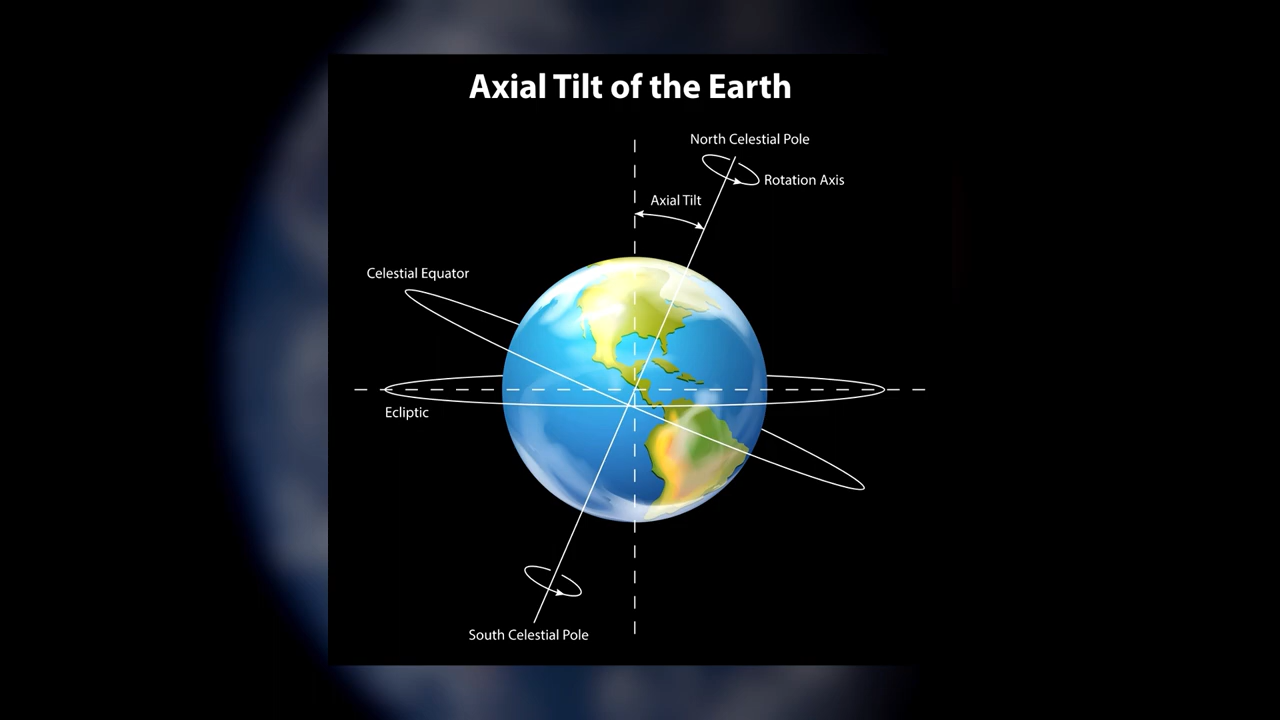 Axial Tilt of the Earth
North Celestial Pole
Rotation Axis
Axial Tilt
Celestial Equator
Ecliptic
South Celestial Pole